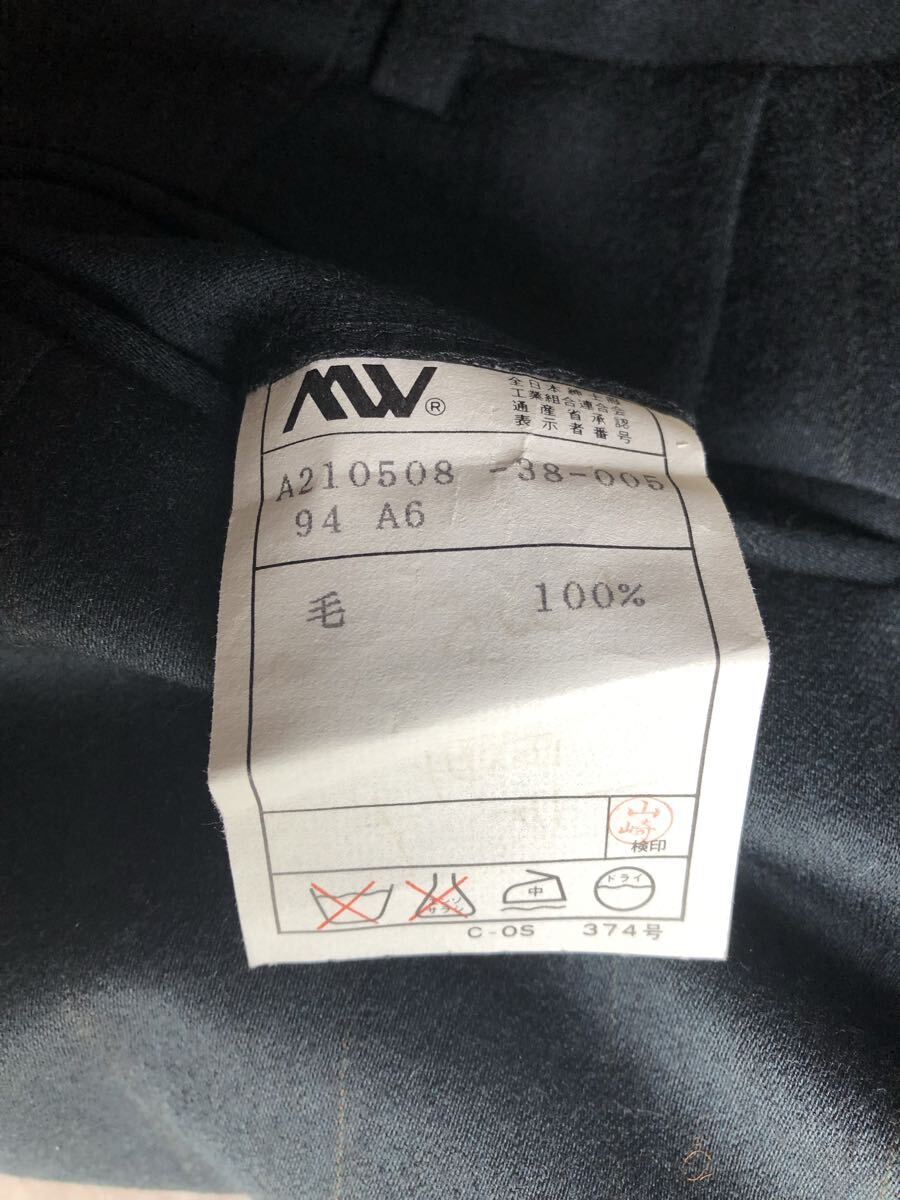 MW®
全日本紳士服
工業組合連合会
通産省承認
表示者番号
A210508 -38-005
94 A6
毛 100%
山崎
検印
中
ドライ
C-OS 374号